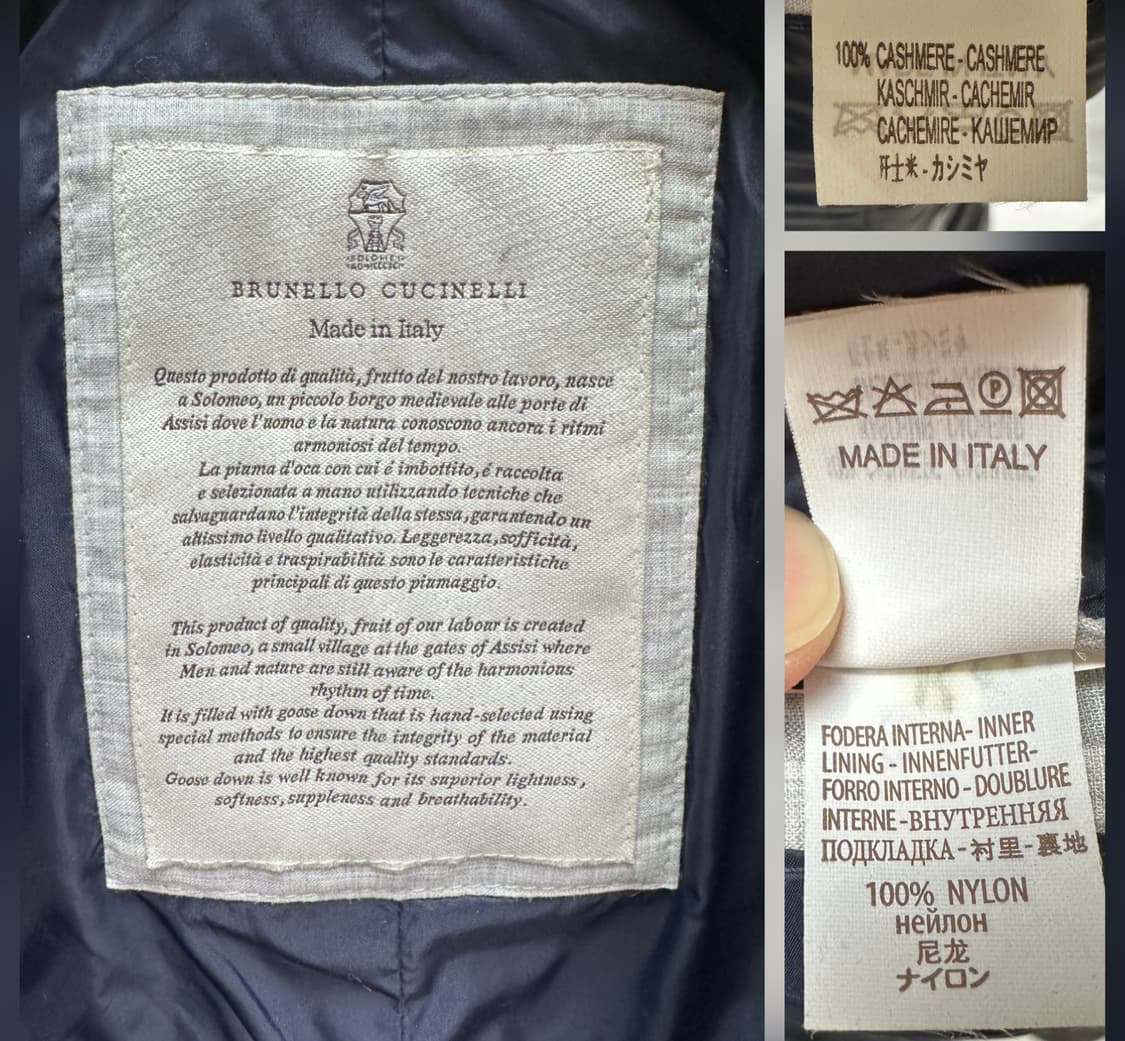 BRUNELLO CUCINELLI
Made in Italy
Questo prodotto di qualità, frutto del nostro lavoro, nasce
a Solomeo, un piccolo borgo medievale alle porte di
Assisi dove l'uomo e la natura conoscono ancora i ritmi
armoniosi del tempo.
La piuma d'oca con cui é imbottito, é raccolta
e selezionata a mano utilizzando tecniche che
salvaguardano l'integrità della stessa, garantendo un
altissimo livello qualitativo. Leggerezza, sofficità,
elasticità e traspirabilità sono le caratteristiche
principali di questo piumaggio.
This product of quality, fruit of our labour is created
in Solomeo, a small village at the gates of Assisi where
Men and nature are still aware of the harmonious
rhythm of time.
It is filled with goose down that is hand-selected using
special methods to ensure the integrity of the material
and the highest quality standards.
Goose down is well known for its superior lightness,
softness, suppleness and breathability.
100% CASHMERE - CASHMERE
KASCHMIR - CACHEMIR
CACHEMIRE - КАШЕМИР
开士米 - カシミヤ
P
MADE IN ITALY
FODERA INTERNA- INNER
LINING - INNENFUTTER-
FORRO INTERNO - DOUBLURE
INTERNE -ВНУТРЕННЯЯ
ПОДКЛАДКА - 衬里 - 裏地
100% NYLON
нейлон
尼龙
ナイロン